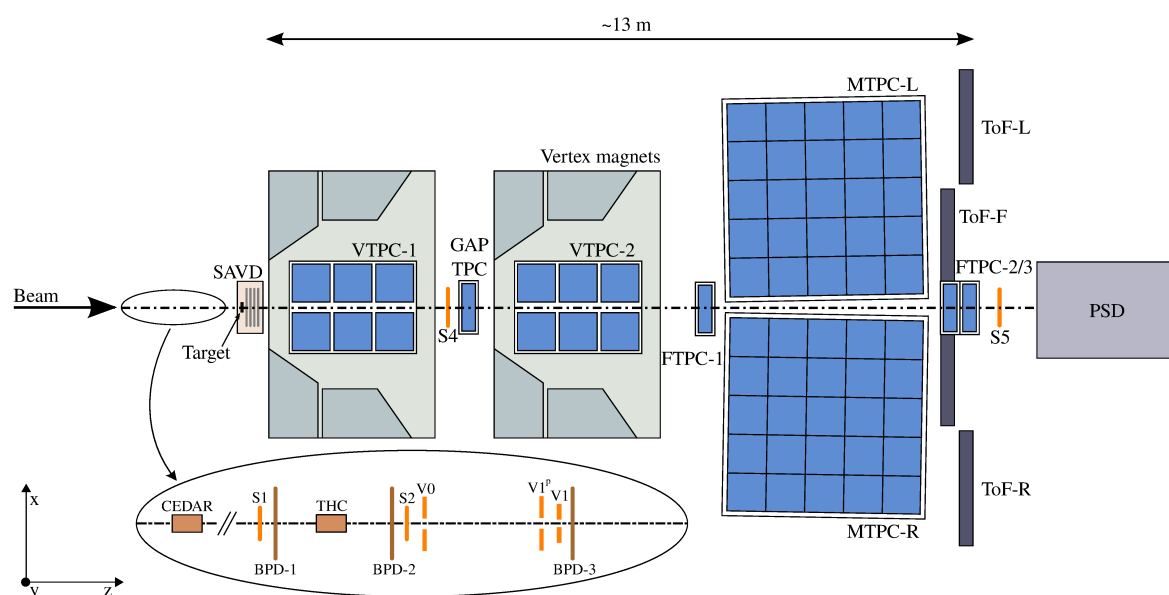 ~13 m
MTPC-L
ToF-L
Vertex magnets
ToF-F
GAP
TPC
VTPC-1
VTPC-2
SAVD
FTPC-2/3
Beam
PSD
Target
S4
S5
FTPC-1
ToF-R
MTPC-R
x
y
z
CEDAR
S1
THC
S2
V0
V1ᵖ
V1
BPD-1
BPD-2
BPD-3